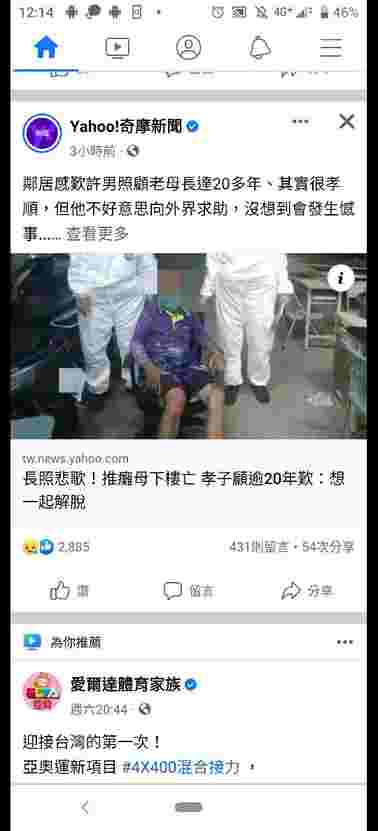 12:14
4G+
46%
Yahoo!奇摩新聞
3小時前
鄰居感歎許男照顧老母長達20多年、其實很孝
順，但他不好意思向外界求助，沒想到會發生憾
事...... 查看更多
i
tw.news.yahoo.com
長照悲歌！推癱母下樓亡 孝子顧逾20年歎：想
一起解脫
2,885
431則留言·54次分享
讚
留言
分享
為你推薦
愛爾達體育家族
週六20:44
迎接台灣的第一次！
亞奧運新項目 #4X400混合接力，